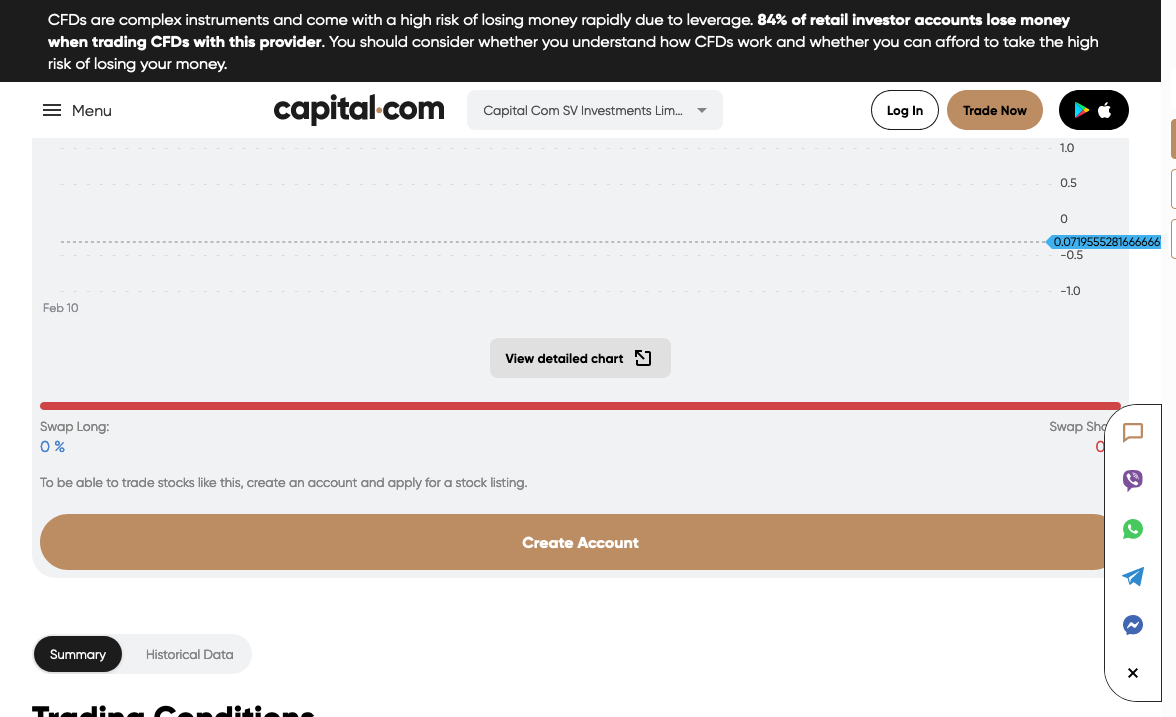 CFDs are complex instruments and come with a high risk of losing money rapidly due to leverage. 84% of retail investor accounts lose money
when trading CFDs with this provider. You should consider whether you understand how CFDs work and whether you can afford to take the high
risk of losing your money.
Menu
capital.com
Capital Com SV Investments Lim...
Log In
Trade Now
1.0
0.5
0
0.0719555281666666
-0.5
-1.0
Feb 10
View detailed chart
Swap Long:
Swap
0 %
0
To be able to trade stocks like this, create an account and apply for a stock listing.
Create Account
Summary
Historical Data
Trading Conditions